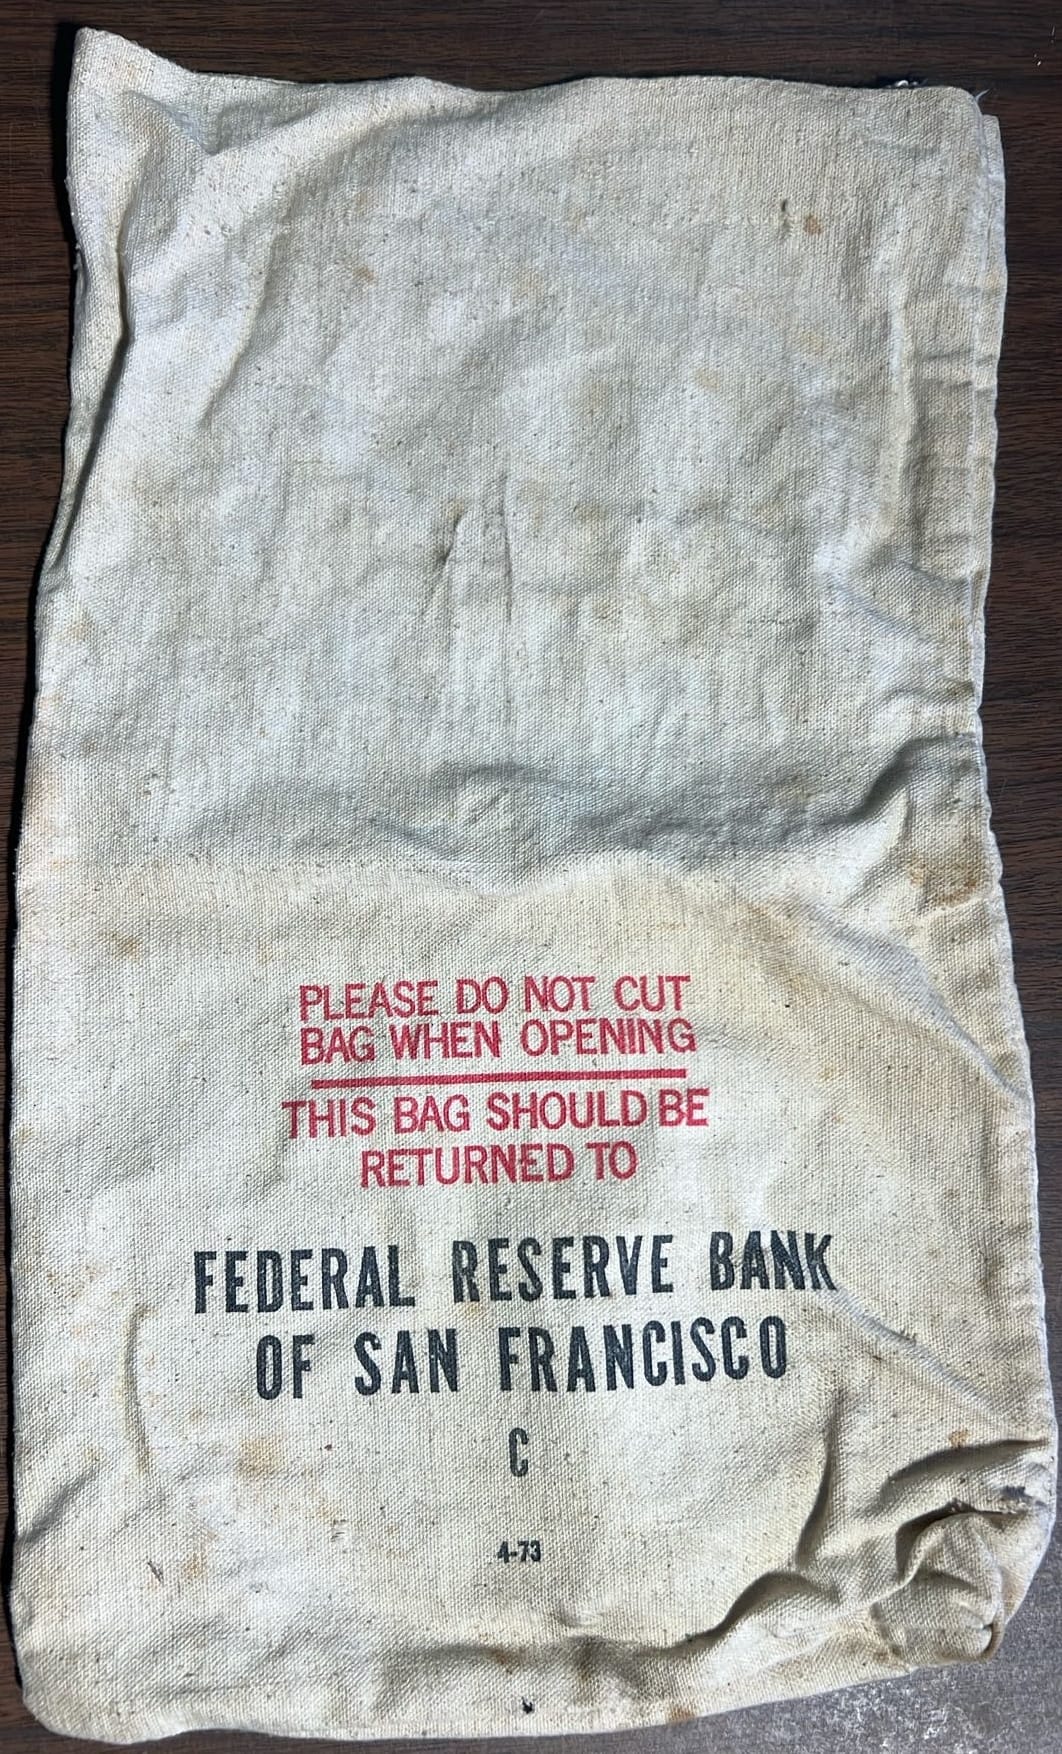 PLEASE DO NOT CUT
BAG WHEN OPENING
THIS BAG SHOULD BE
RETURNED TO
FEDERAL RESERVE BANK
OF SAN FRANCISCO
C
4-73